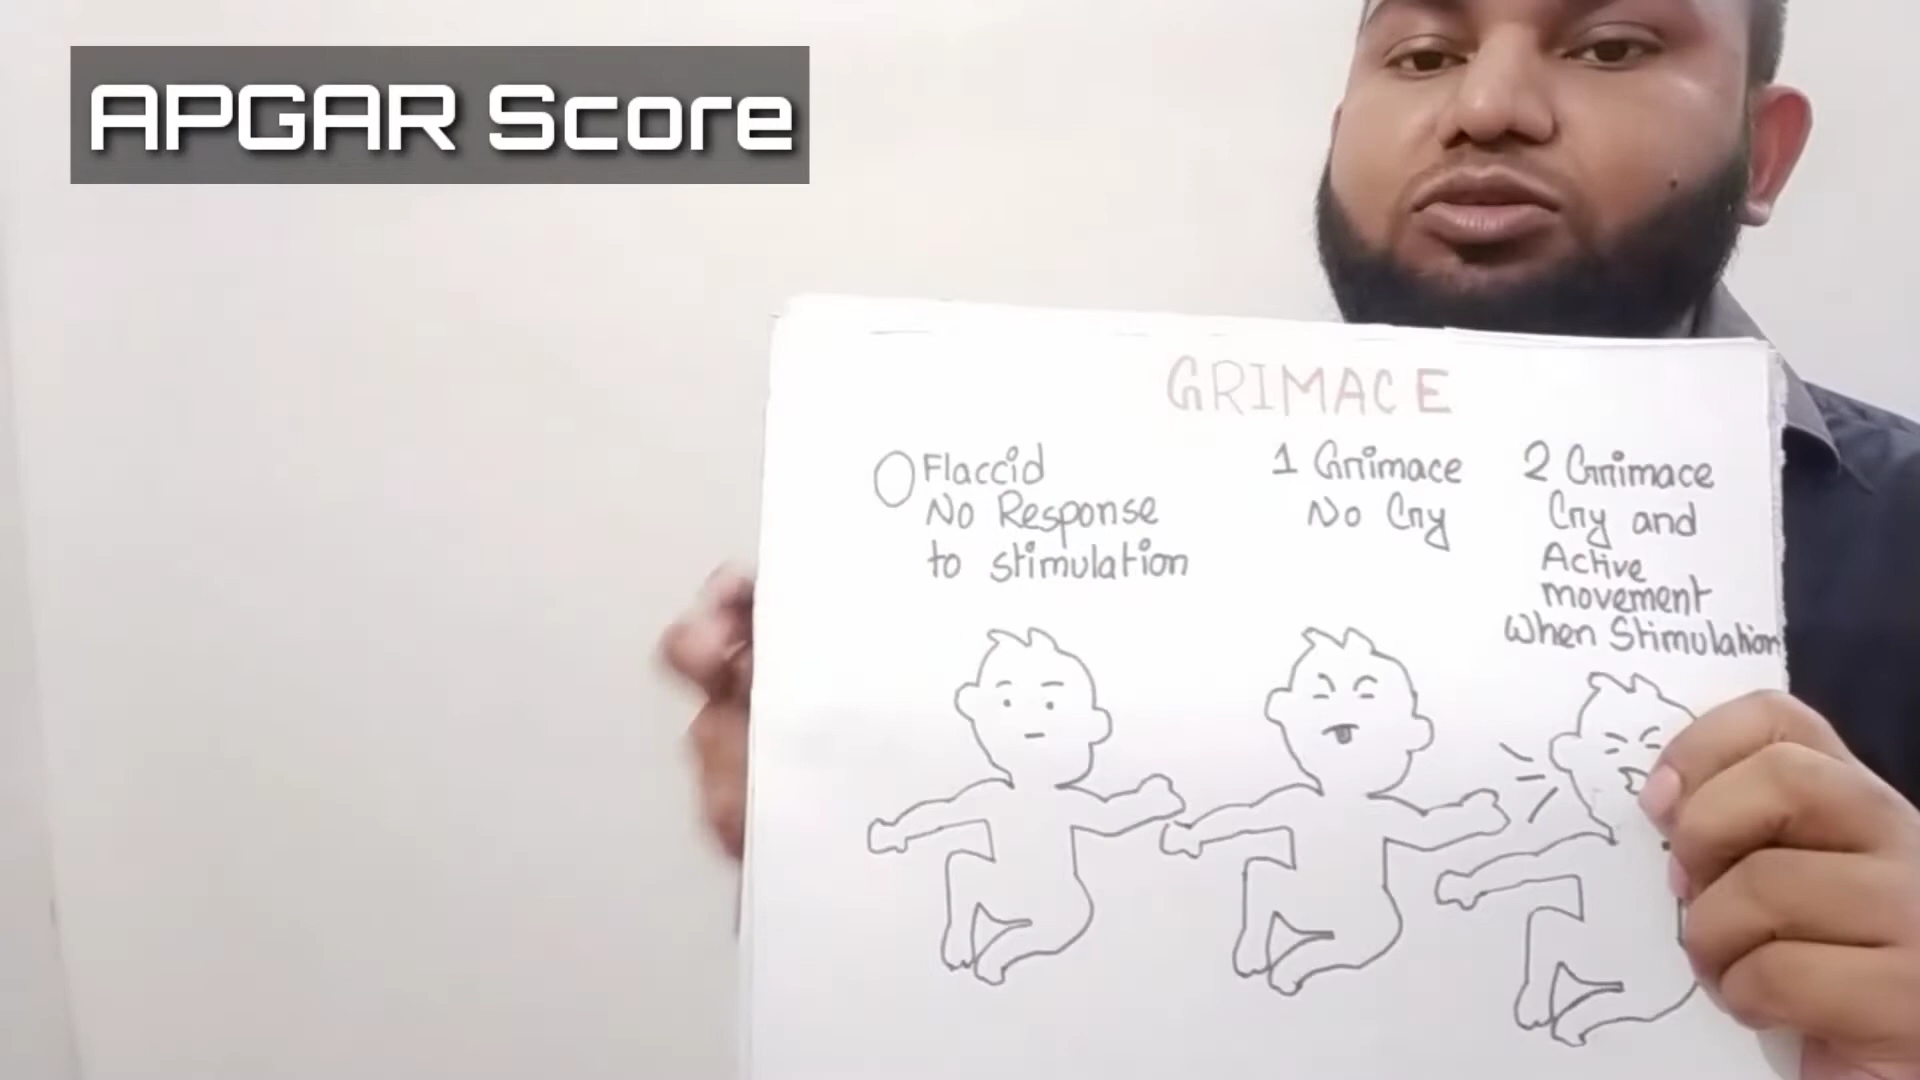 APGAR Score
GRIMACE
0 Flaccid
No Response
to stimulation
1 Grimace
No Cry
2 Grimace
Cry and
Active
movement
When Stimulation